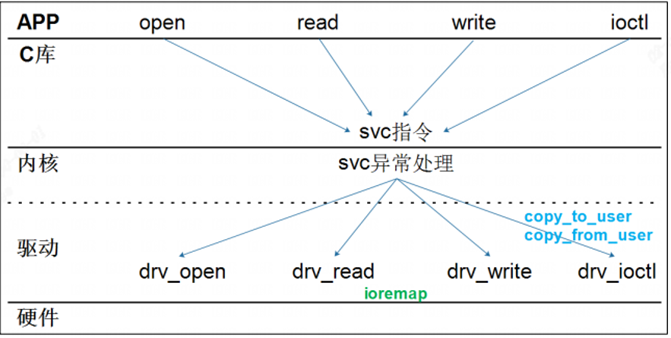 APP open read write ioctl
C库
svc指令
内核 svc异常处理
copy_to_user
copy_from_user
驱动
drv_open drv_read drv_write drv_ioctl
ioremap
硬件